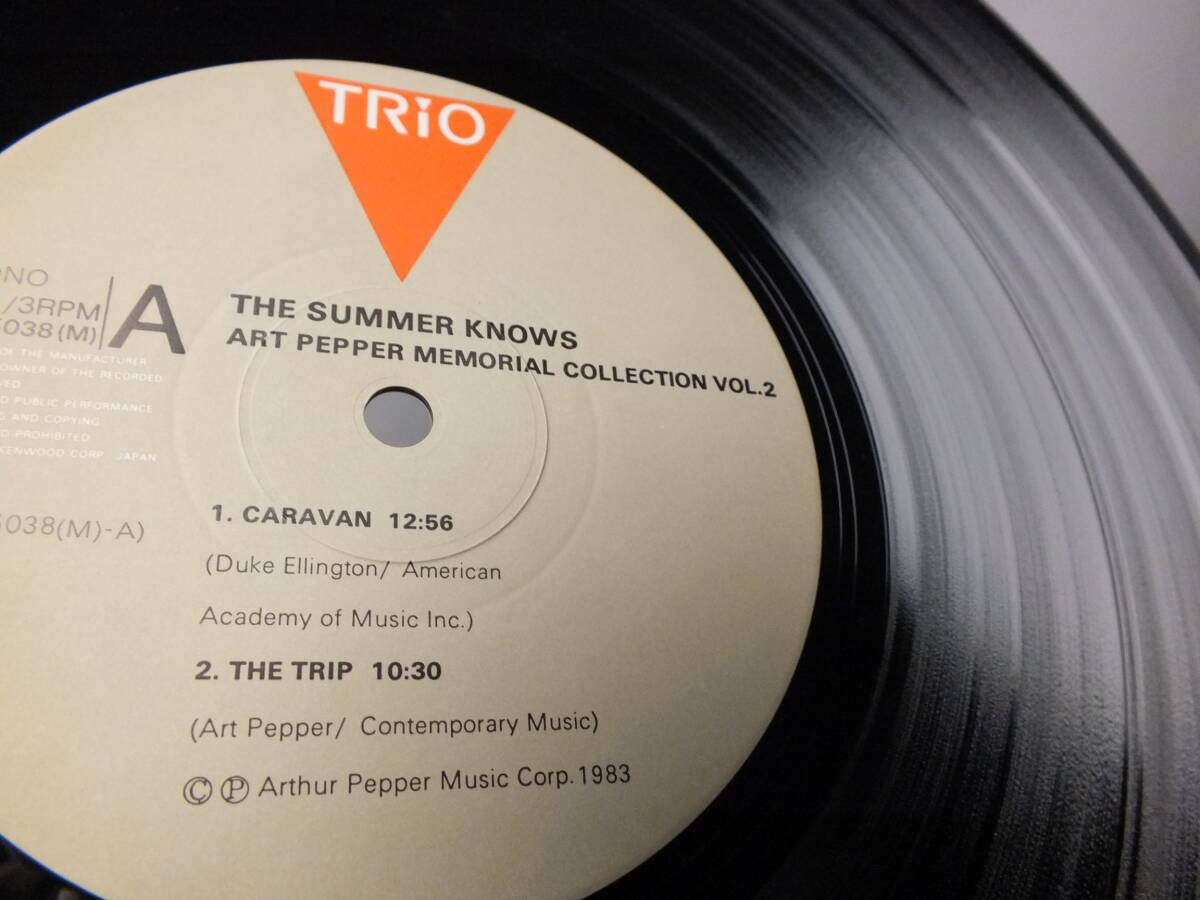 TRiO
/3RPM
5038(M)
A
THE SUMMER KNOWS
ART PEPPER MEMORIAL COLLECTION VOL.2
OF THE MANUFACTURER
OWNER OF THE RECORDED
PUBLIC PERFORMANCE
AND COPYING
PROHIBITED
KENWOOD CORP. JAPAN
5038(M)-A)
1. CARAVAN 12:56
(Duke Ellington/ American
Academy of Music Inc.)
2. THE TRIP 10:30
(Art Pepper/ Contemporary Music)
Ⓒ Ⓟ Arthur Pepper Music Corp.1983